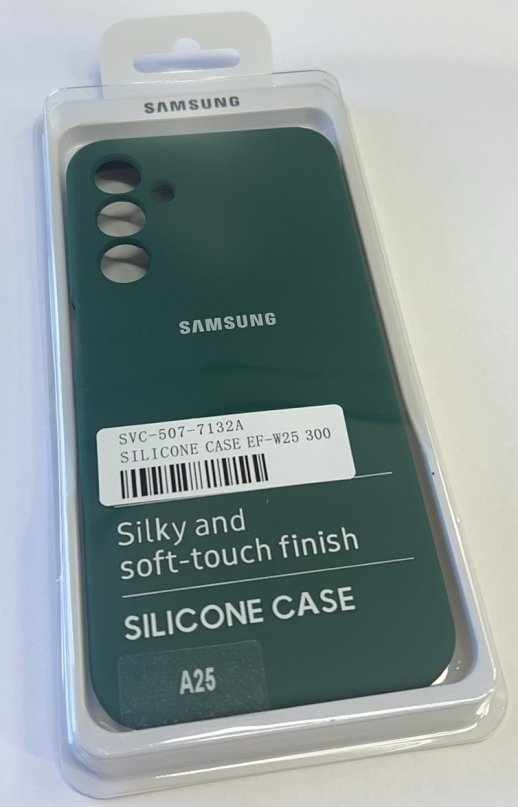 SAMSUNG
SAMSUNG
SVC-507-7132A
SILICONE CASE EF-W25 300
Silky and
soft-touch finish
SILICONE CASE
A25